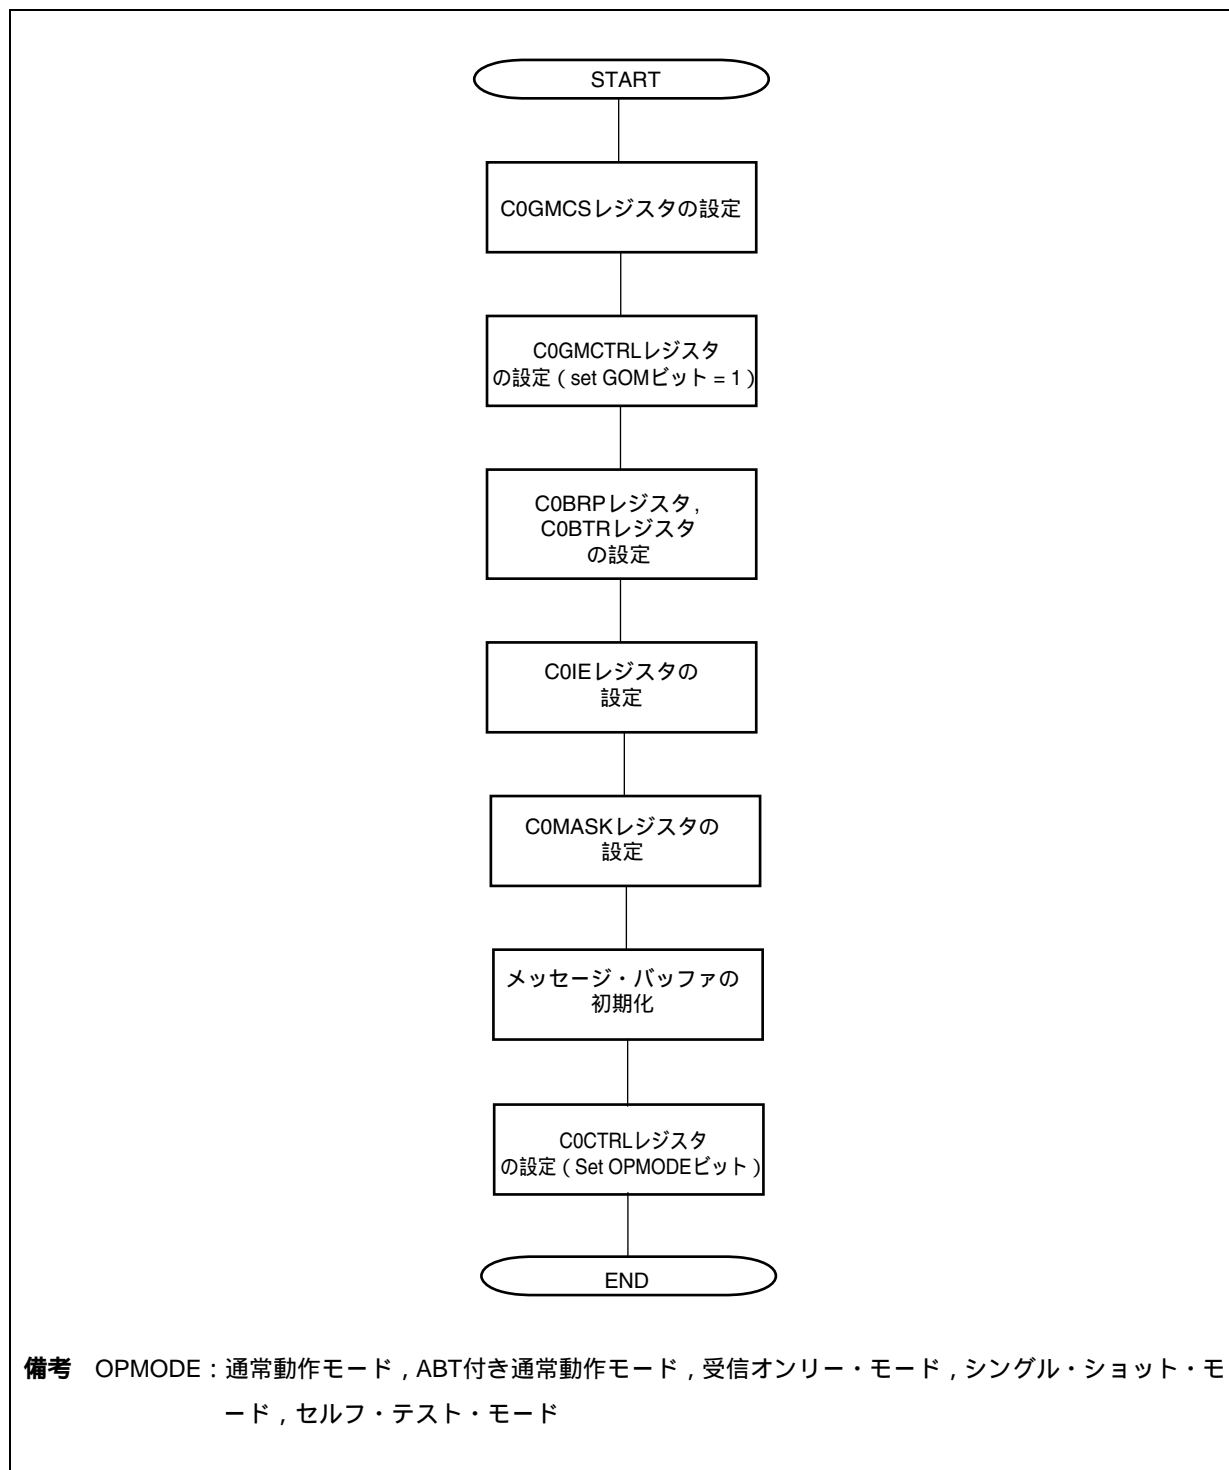 START
C0GMCSレジスタの設定
C0GMCTRLレジスタ
の設定（set GOMビット = 1）
C0BRPレジスタ，
C0BTRレジスタ
の設定
C0IEレジスタの
設定
C0MASKレジスタの
設定
メッセージ・バッファの
初期化
C0CTRLレジスタ
の設定（Set OPMODEビット）
END
備考　OPMODE：通常動作モード，ABT付き通常動作モード，受信オンリー・モード，シングル・ショット・モ
ード，セルフ・テスト・モード